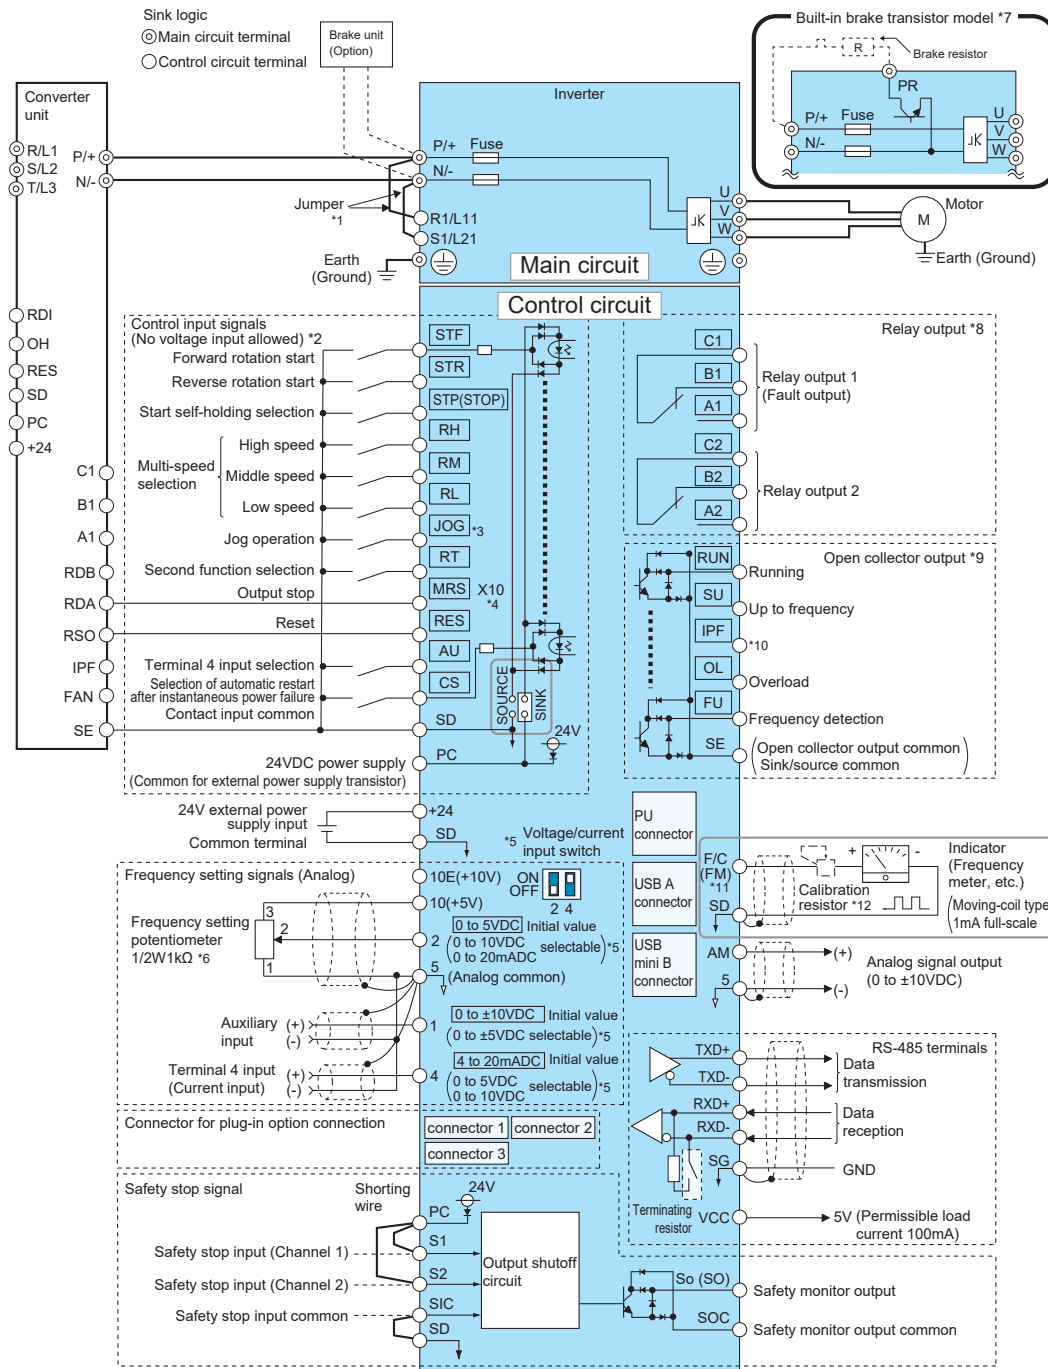 Sink logic
Main circuit terminal
Control circuit terminal
Brake unit
(Option)
Built-in brake transistor model *7
R
Brake resistor
PR
P/+
Fuse
N/-
U
V
W
Converter
unit
R/L1
S/L2
T/L3
P/+
N/-
Inverter
P/+
Fuse
N/-
Jumper
*1
R1/L11
S1/L21
Earth
(Ground)
Main circuit
U
V
W
Motor
M
Earth (Ground)
Control circuit
RDI
OH
RES
SD
PC
+24
C1
B1
A1
RDB
RDA
RSO
IPF
FAN
SE
Control input signals
(No voltage input allowed) *2
Forward rotation start
Reverse rotation start
Start self-holding selection
Multi-speed
selection
High speed
Middle speed
Low speed
Jog operation
Second function selection
Output stop
Reset
Terminal 4 input selection
Selection of automatic restart
after instantaneous power failure
Contact input common
24VDC power supply
(Common for external power supply transistor)
STF
STR
STP(STOP)
RH
RM
RL
JOG *3
RT
MRS X10
*4
RES
AU
CS
SD
PC
SOURCE
SINK
24V
Relay output *8
C1
B1
A1
Relay output 1
(Fault output)
C2
B2
A2
Relay output 2
Open collector output *9
RUN
Running
SU
Up to frequency
IPF
*10
OL
Overload
FU
Frequency detection
SE
Open collector output common
Sink/source common
24V external power
supply input
Common terminal
+24
SD
*5 Voltage/current
input switch
ON
OFF
2 4
PU
connector
USB A
connector
USB
mini B
connector
F/C
(FM)
*11
SD
+ -
Calibration
resistor *12
Indicator
(Frequency
meter, etc.)
(Moving-coil type
1mA full-scale
AM
5
(+)
(-)
Analog signal output
(0 to ±10VDC)
Frequency setting signals (Analog)
Frequency setting
potentiometer
1/2W1kΩ *6
3
2
1
10E(+10V)
10(+5V)
2
0 to 5VDC Initial value
0 to 10VDC
0 to 20mADC
selectable *5
5
(Analog common)
Auxiliary
input
(+)
(-)
1
0 to ±10VDC Initial value
(0 to ±5VDC selectable) *5
Terminal 4 input
(Current input)
(+)
(-)
4
4 to 20mADC Initial value
0 to 5VDC
0 to 10VDC
selectable *5
Connector for plug-in option connection
connector 1
connector 2
connector 3
RS-485 terminals
TXD+
TXD-
Data
transmission
RXD+
RXD-
Data
reception
SG
GND
Terminating
resistor
VCC
5V (Permissible load
current 100mA)
Safety stop signal
Shorting
wire
24V
PC
S1
S2
SIC
SD
Safety stop input (Channel 1)
Safety stop input (Channel 2)
Safety stop input common
Output shutoff
circuit
So (SO)
Safety monitor output
SOC
Safety monitor output common